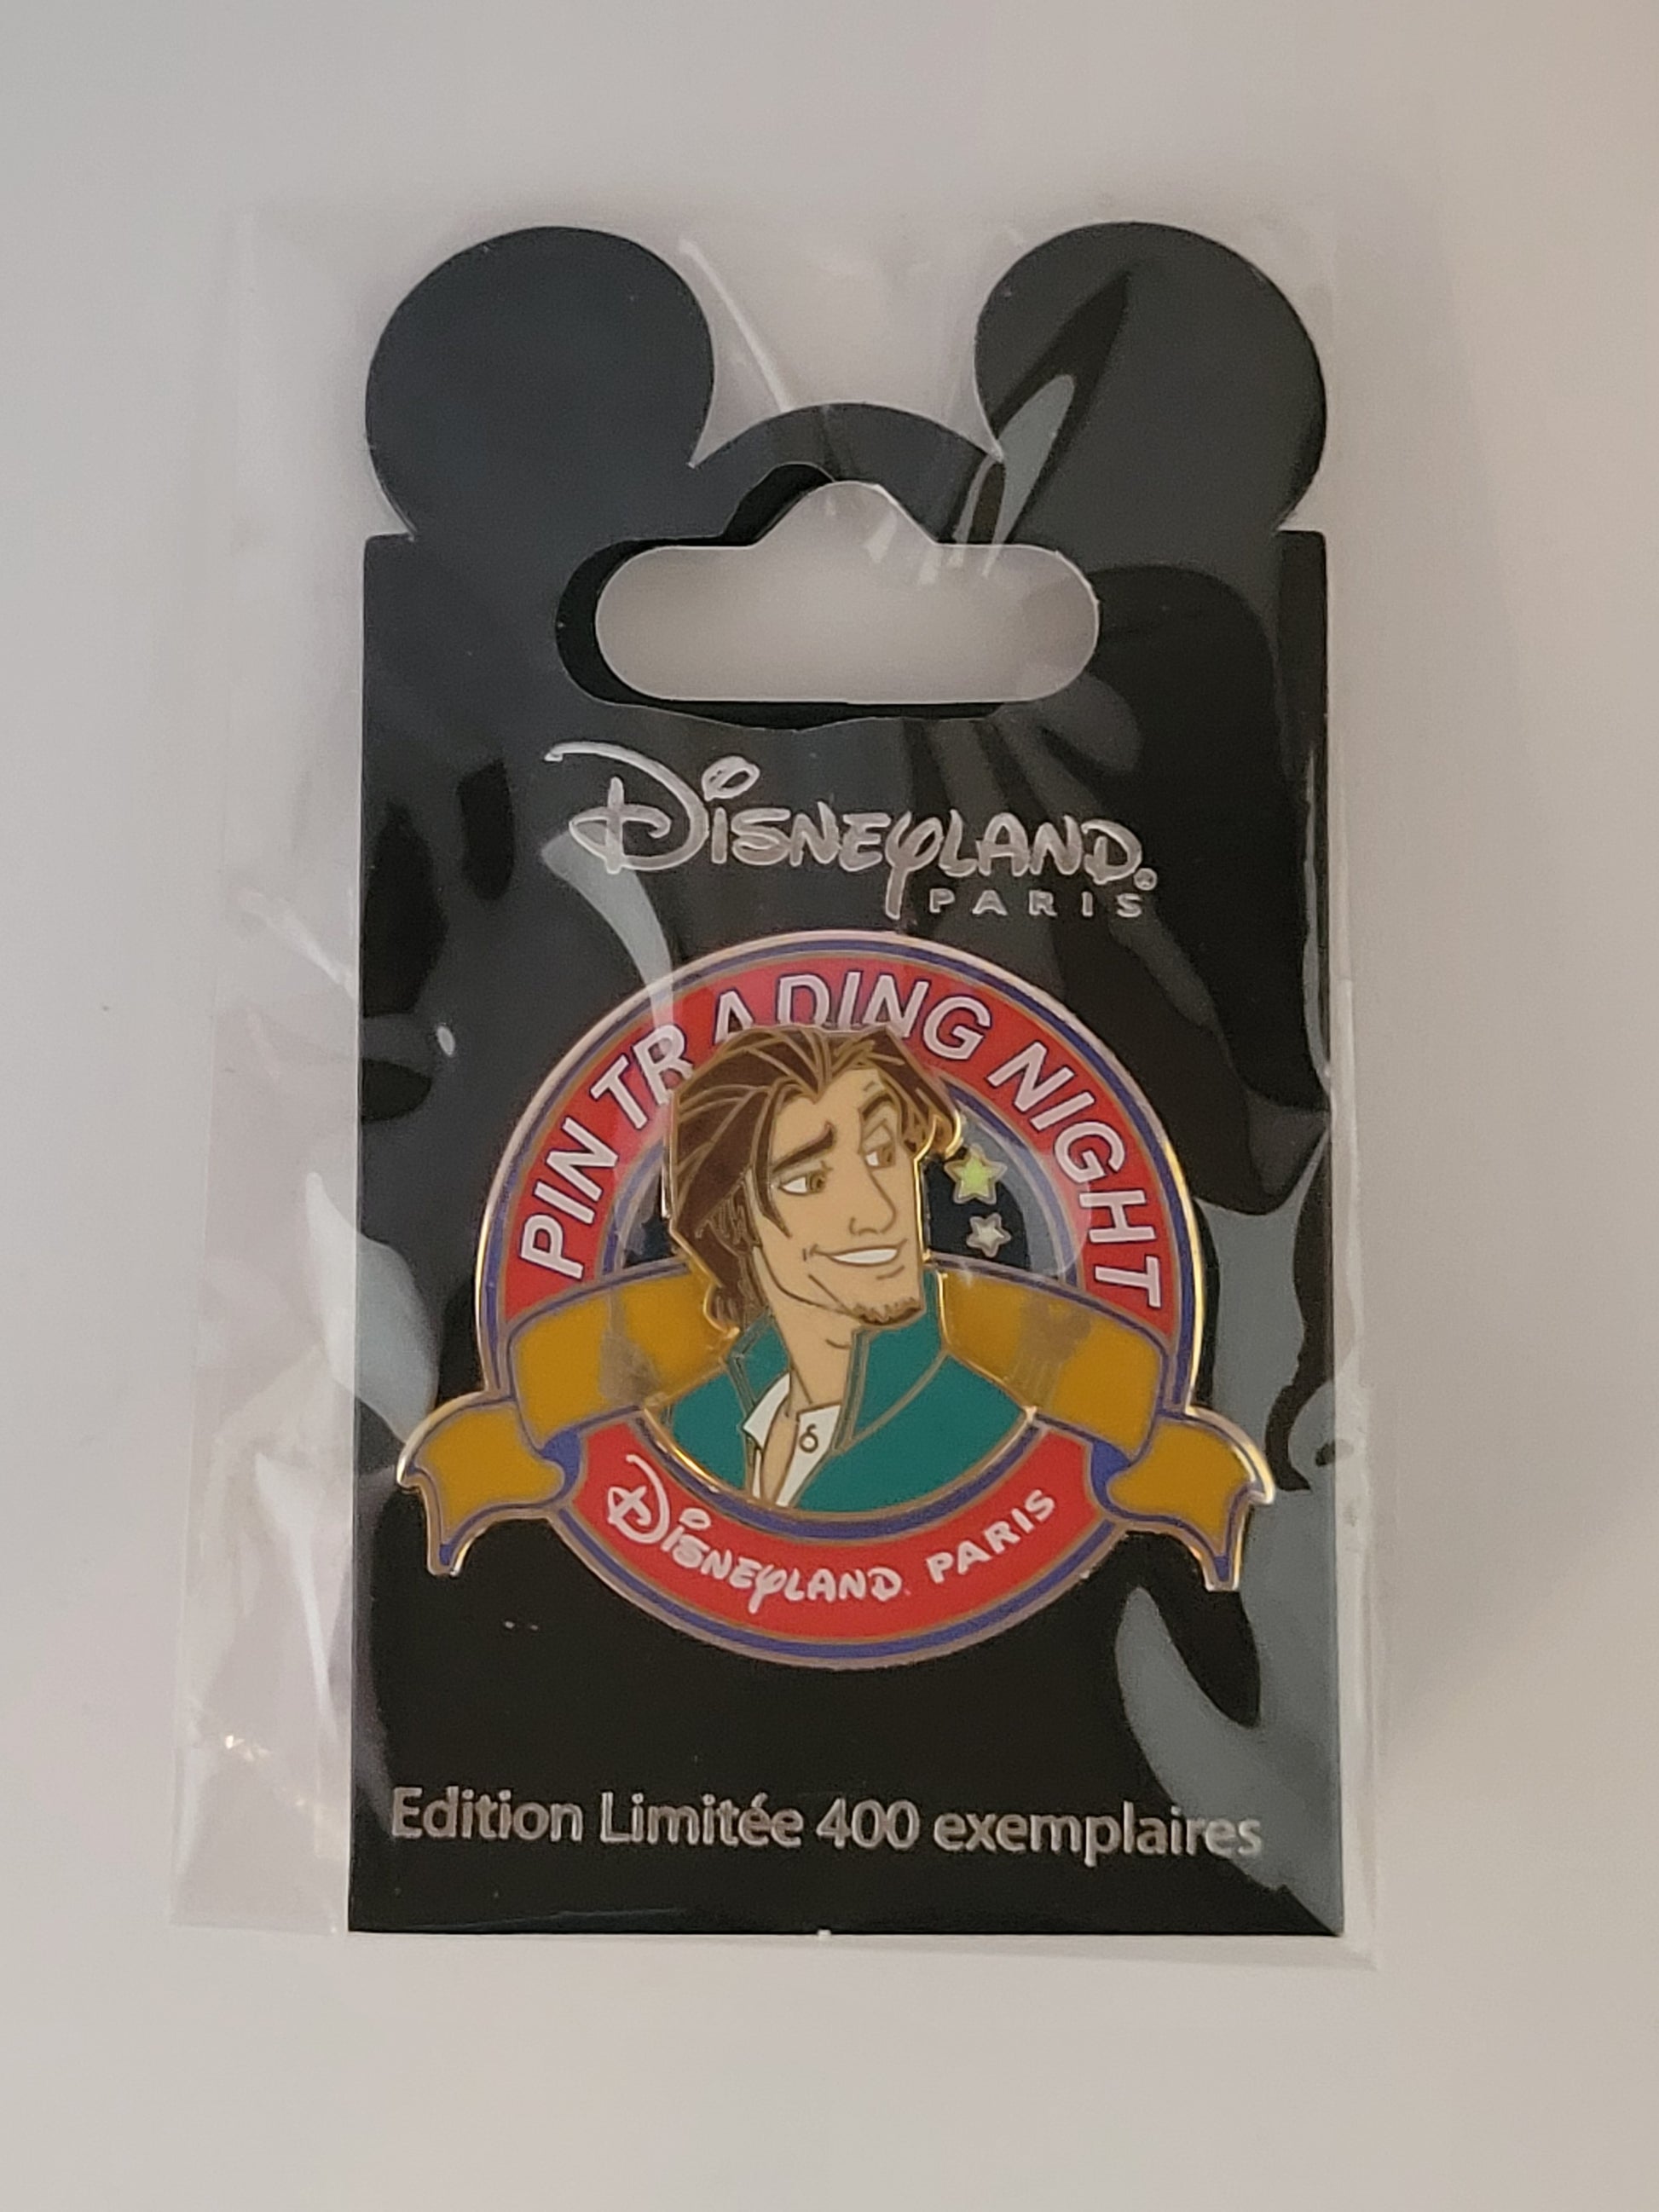 Disneyland®
PARIS
PIN TRADING NIGHT
Disneyland PARIS
Edition Limitée 400 exemplaires